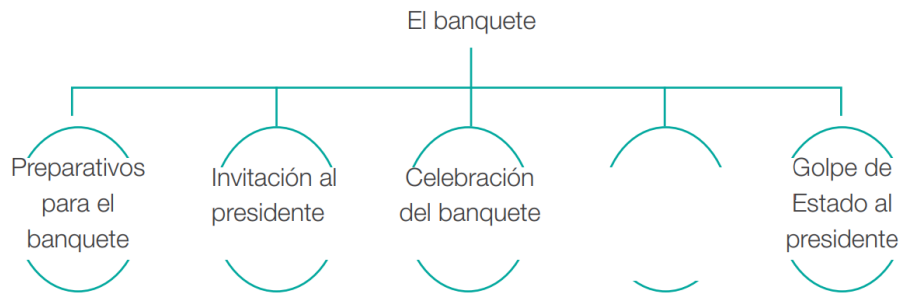 El banquete
Preparativos
para el
banquete
Invitación al
presidente
Celebración
del banquete
Golpe de
Estado al
presidente